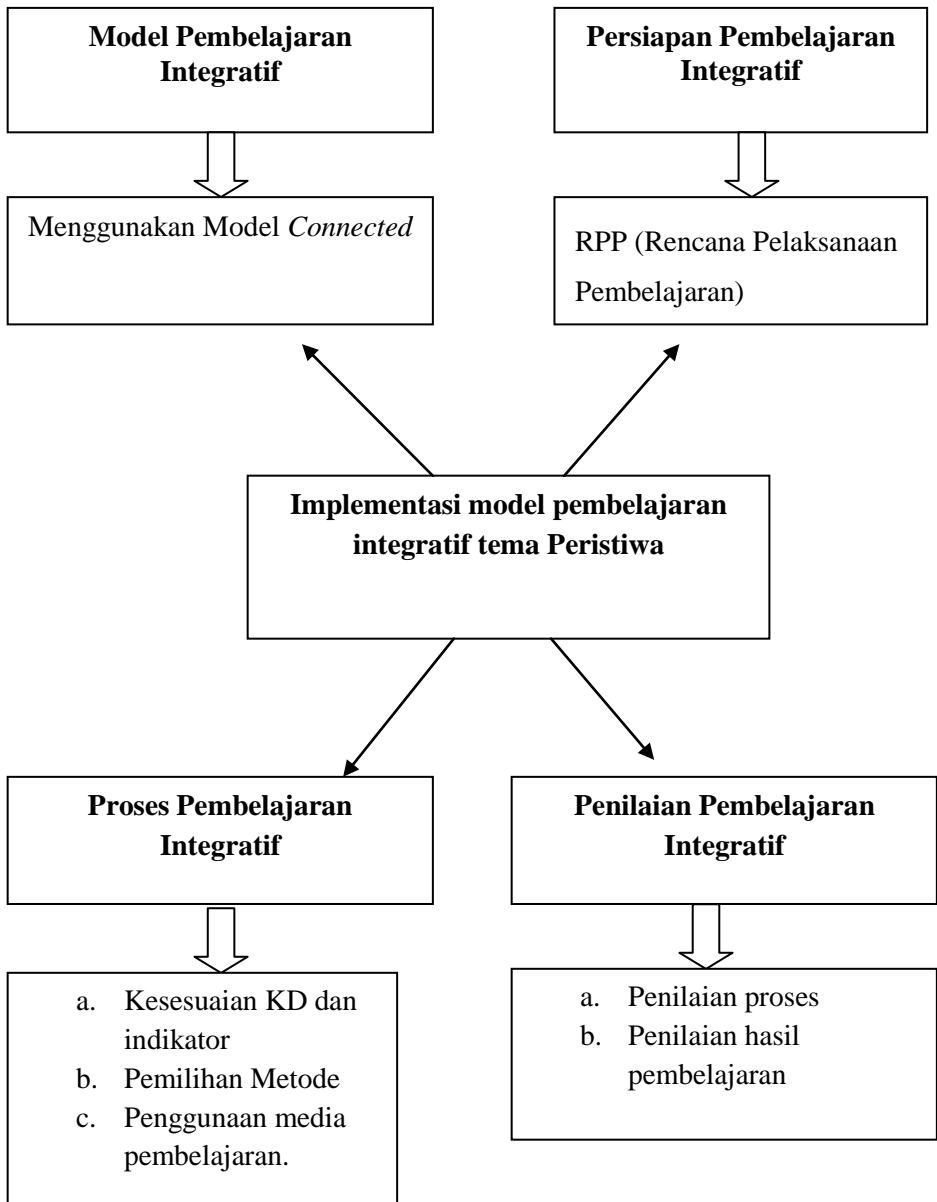 Model Pembelajaran
Integratif
Persiapan Pembelajaran
Integratif
Menggunakan Model Connected
RPP (Rencana Pelaksanaan
Pembelajaran)
Implementasi model pembelajaran
integratif tema Peristiwa
Proses Pembelajaran
Integratif
Penilaian Pembelajaran
Integratif
a. Kesesuaian KD dan
indikator
b. Pemilihan Metode
c. Penggunaan media
pembelajaran.
a. Penilaian proses
b. Penilaian hasil
pembelajaran